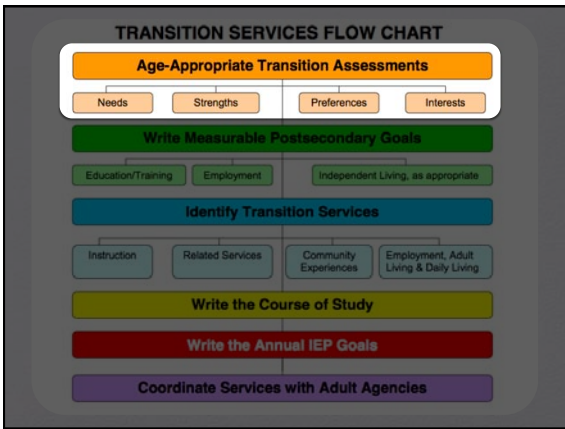 TRANSITION SERVICES FLOW CHART
Age-Appropriate Transition Assessments
Needs
Strengths
Preferences
Interests
Write Measurable Postsecondary Goals
Education/Training
Employment
Independent Living, as appropriate
Identify Transition Services
Instruction
Related Services
Community
Experiences
Employment, Adult
Living & Daily Living
Write the Course of Study
Write the Annual IEP Goals
Coordinate Services with Adult Agencies